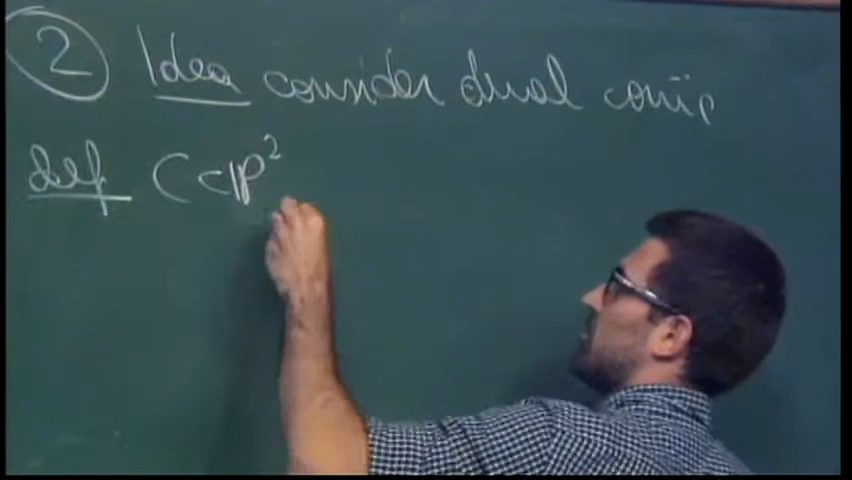 ② Idea consider dual conic
def C ⊂ ℙ²